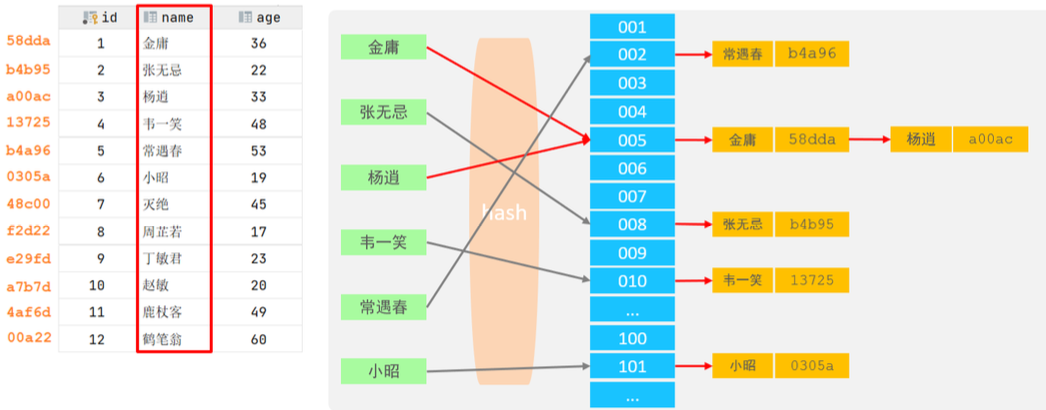 id name age
58dda 1 金庸 36
b4b95 2 张无忌 22
a00ac 3 杨逍 33
13725 4 韦一笑 48
b4a96 5 常遇春 53
0305a 6 小昭 19
48c00 7 灭绝 45
f2d22 8 周芷若 17
e29fd 9 丁敏君 23
a7b7d 10 赵敏 20
4af6d 11 鹿杖客 49
00a22 12 鹤笔翁 60
金庸
张无忌
杨逍
韦一笑
常遇春
小昭
hash
001
002 常遇春 b4a96
003
004
005 金庸 58dda 杨逍 a00ac
006
007
008 张无忌 b4b95
009
010 韦一笑 13725
...
100
101 小昭 0305a
...